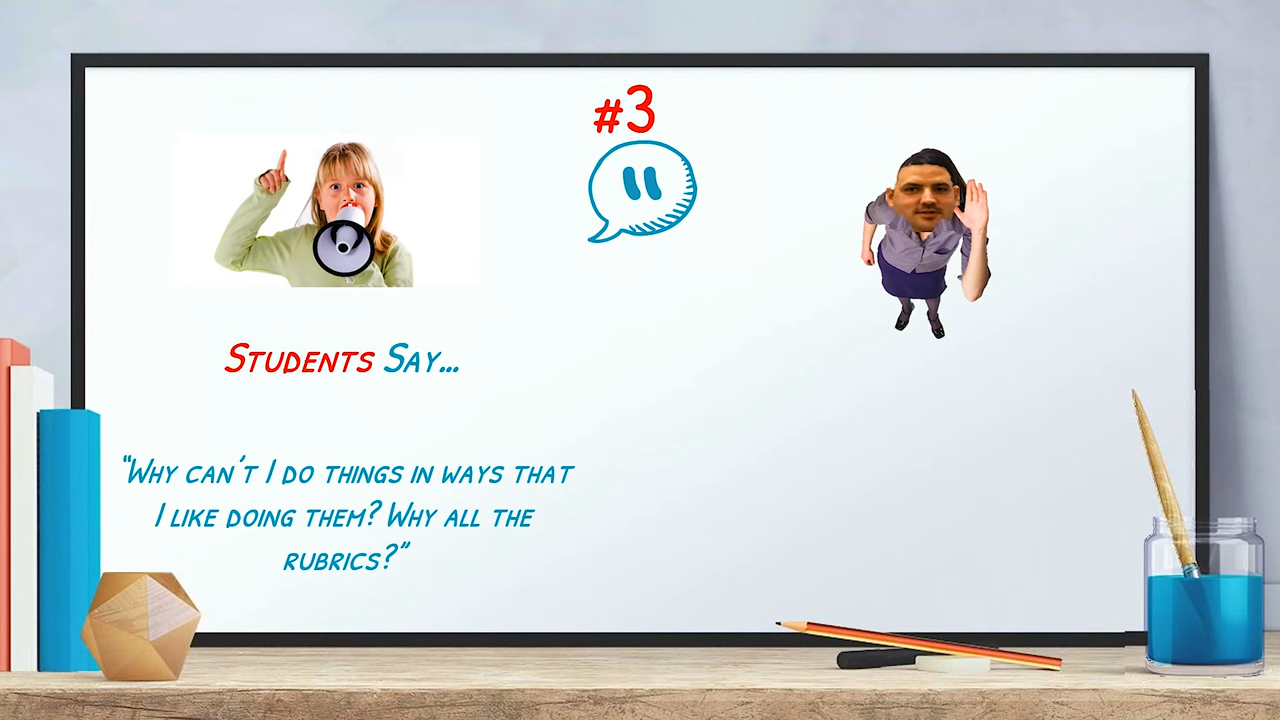 #3
Students Say...
"Why can't I do things in ways that
I like doing them? Why all the
rubrics?"